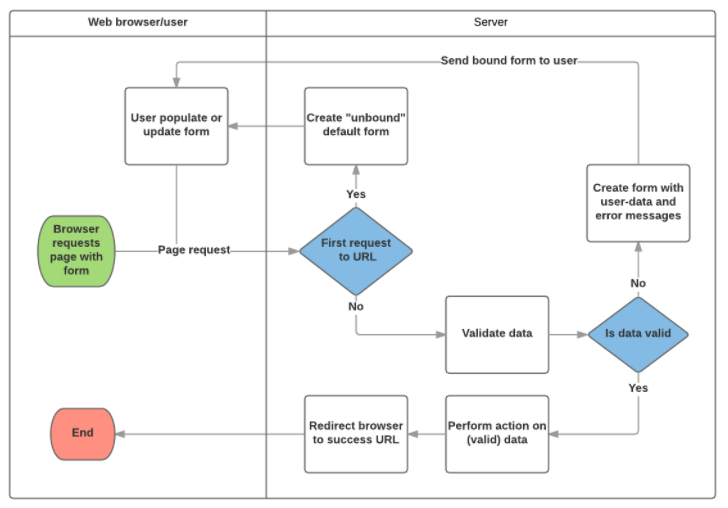 Web browser/user
Server
Send bound form to user
User populate or
update form
Create "unbound"
default form
Create form with
user-data and
error messages
Yes
Browser
requests
page with
form
Page request
First request
to URL
No
No
Validate data
Is data valid
Yes
End
Redirect browser
to success URL
Perform action on
(valid) data